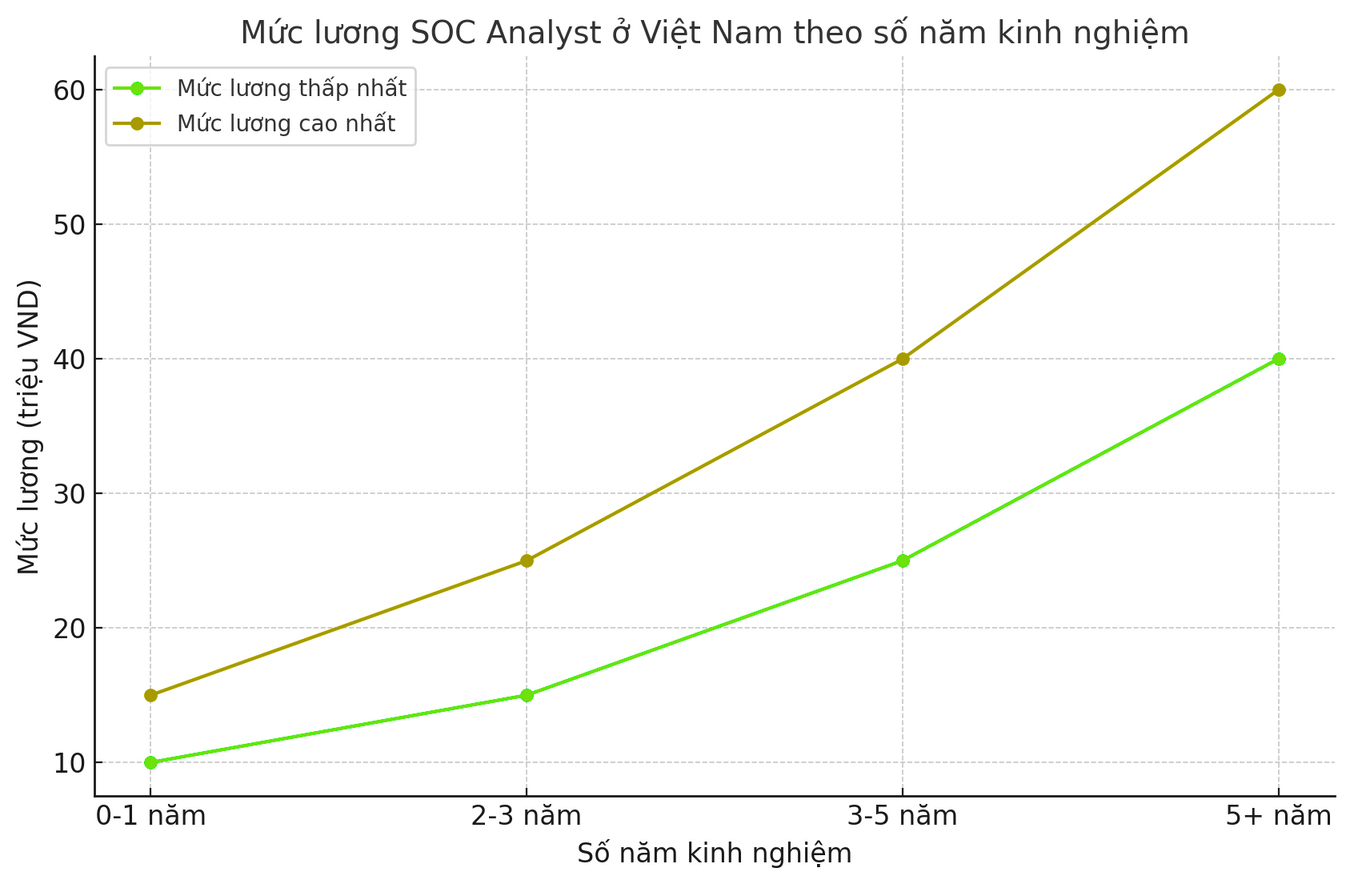 Mức lương SOC Analyst ở Việt Nam theo số năm kinh nghiệm
Mức lương thấp nhất
Mức lương cao nhất
Mức lương (triệu VND)
60
50
40
30
20
10
0-1 năm
2-3 năm
3-5 năm
5+ năm
Số năm kinh nghiệm